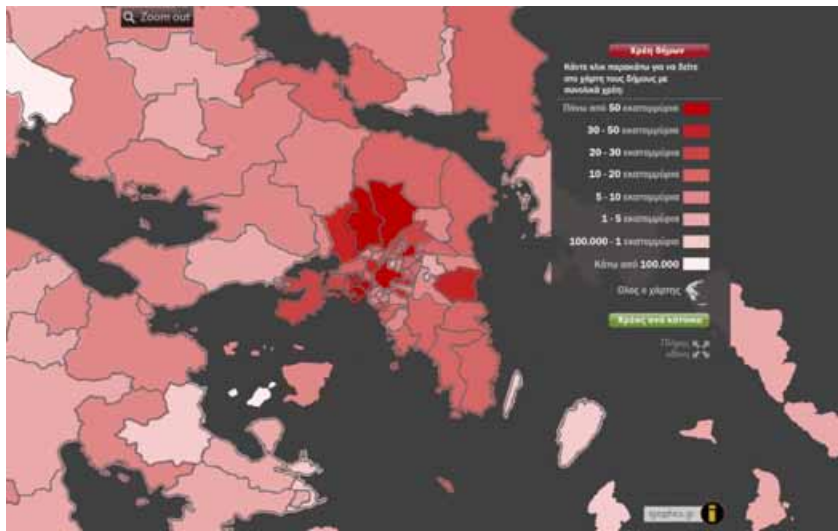 Zoom out
Χρέη δήμων
Κάντε κλικ παρακάτω για να δείτε
στο χάρτη τους δήμους με
συνολικά χρέη:
Πάνω από 50 εκατομμύρια
30 - 50 εκατομμύρια
20 - 30 εκατομμύρια
10 - 20 εκατομμύρια
5 - 10 εκατομμύρια
1 - 5 εκατομμύρια
100.000 - 1 εκατομμύριο
Κάτω από 100.000
Όλος ο χάρτης
Χρέος ανά κάτοικο
Πλήρης
οθόνη